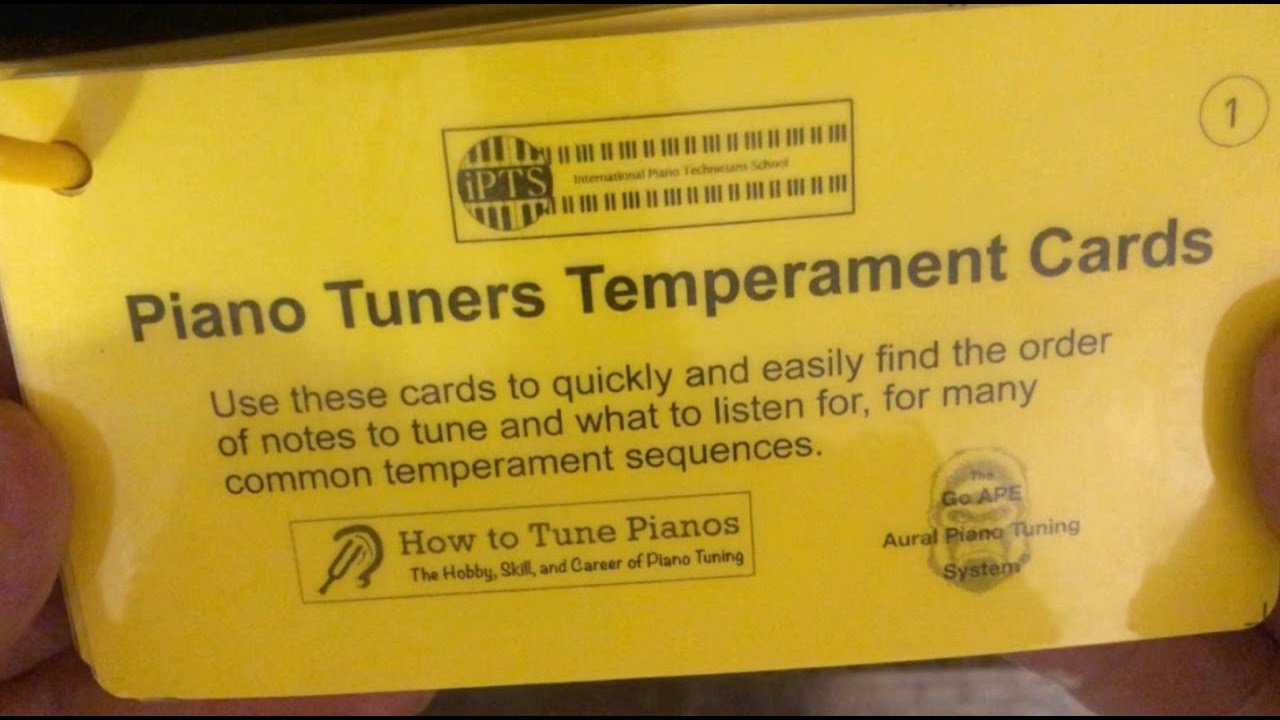 1
iPTS
International Piano Technicians School
Piano Tuners Temperament Cards
Use these cards to quickly and easily find the order
of notes to tune and what to listen for, for many
common temperament sequences.
How to Tune Pianos
The Hobby, Skill, and Career of Piano Tuning
The
Go APE
Aural Piano Tuning
System®